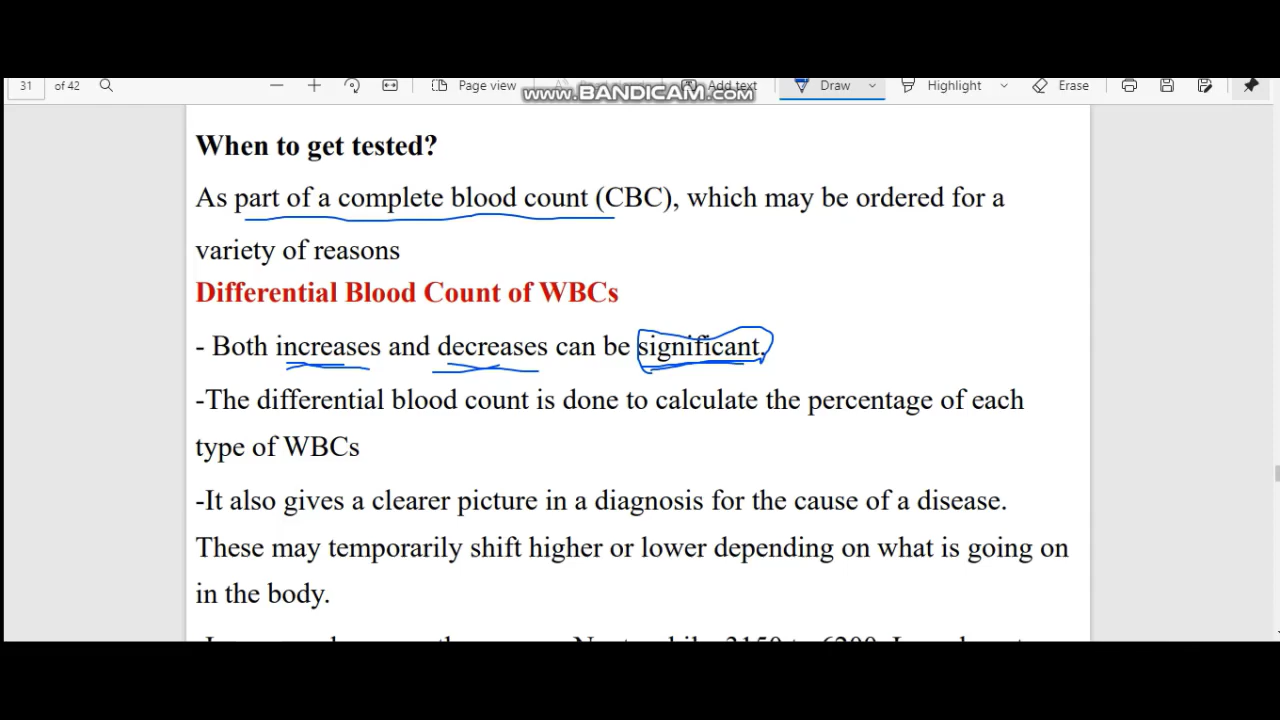 31 of 42 Page view Add text Draw Highlight Erase
www.BANDICAM.com
When to get tested?
As part of a complete blood count (CBC), which may be ordered for a
variety of reasons
Differential Blood Count of WBCs
- Both increases and decreases can be significant,
-The differential blood count is done to calculate the percentage of each
type of WBCs
-It also gives a clearer picture in a diagnosis for the cause of a disease.
These may temporarily shift higher or lower depending on what is going on
in the body.